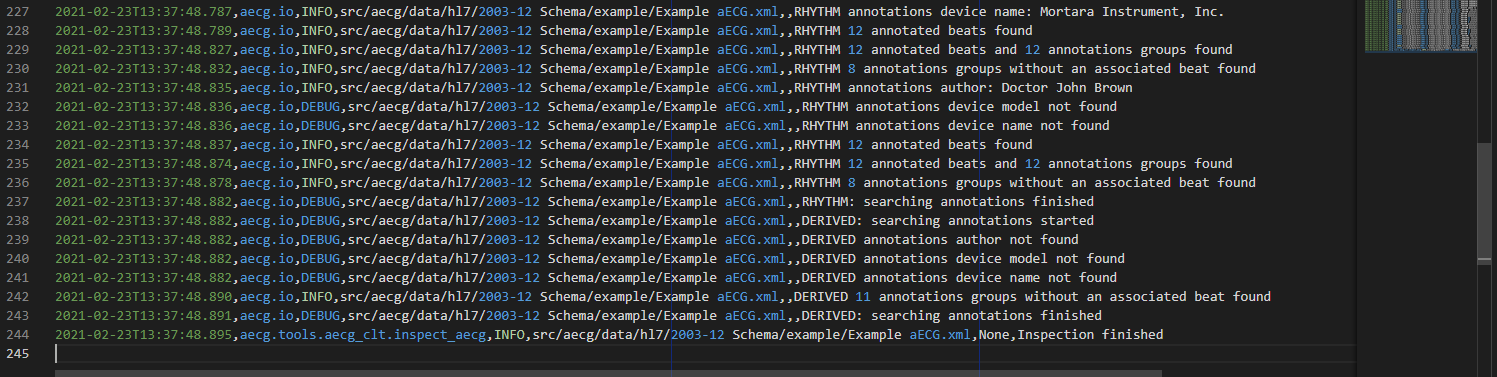 227 2021-02-23T13:37:48.787,aecg.io,INFO,src/aecg/data/hl7/2003-12 Schema/example/Example aECG.xml,,RHYTHM annotations device name: Mortara Instrument, Inc.
228 2021-02-23T13:37:48.789,aecg.io,INFO,src/aecg/data/hl7/2003-12 Schema/example/Example aECG.xml,,RHYTHM 12 annotated beats found
229 2021-02-23T13:37:48.827,aecg.io,INFO,src/aecg/data/hl7/2003-12 Schema/example/Example aECG.xml,,RHYTHM 12 annotated beats and 12 annotations groups found
230 2021-02-23T13:37:48.832,aecg.io,INFO,src/aecg/data/hl7/2003-12 Schema/example/Example aECG.xml,,RHYTHM 8 annotations groups without an associated beat found
231 2021-02-23T13:37:48.835,aecg.io,INFO,src/aecg/data/hl7/2003-12 Schema/example/Example aECG.xml,,RHYTHM annotations author: Doctor John Brown
232 2021-02-23T13:37:48.836,aecg.io,DEBUG,src/aecg/data/hl7/2003-12 Schema/example/Example aECG.xml,,RHYTHM annotations device model not found
233 2021-02-23T13:37:48.836,aecg.io,DEBUG,src/aecg/data/hl7/2003-12 Schema/example/Example aECG.xml,,RHYTHM annotations device name not found
234 2021-02-23T13:37:48.837,aecg.io,INFO,src/aecg/data/hl7/2003-12 Schema/example/Example aECG.xml,,RHYTHM 12 annotated beats found
235 2021-02-23T13:37:48.874,aecg.io,INFO,src/aecg/data/hl7/2003-12 Schema/example/Example aECG.xml,,RHYTHM 12 annotated beats and 12 annotations groups found
236 2021-02-23T13:37:48.878,aecg.io,INFO,src/aecg/data/hl7/2003-12 Schema/example/Example aECG.xml,,RHYTHM 8 annotations groups without an associated beat found
237 2021-02-23T13:37:48.882,aecg.io,DEBUG,src/aecg/data/hl7/2003-12 Schema/example/Example aECG.xml,,RHYTHM: searching annotations finished
238 2021-02-23T13:37:48.882,aecg.io,DEBUG,src/aecg/data/hl7/2003-12 Schema/example/Example aECG.xml,,DERIVED: searching annotations started
239 2021-02-23T13:37:48.882,aecg.io,DEBUG,src/aecg/data/hl7/2003-12 Schema/example/Example aECG.xml,,DERIVED annotations author not found
240 2021-02-23T13:37:48.882,aecg.io,DEBUG,src/aecg/data/hl7/2003-12 Schema/example/Example aECG.xml,,DERIVED annotations device model not found
241 2021-02-23T13:37:48.882,aecg.io,DEBUG,src/aecg/data/hl7/2003-12 Schema/example/Example aECG.xml,,DERIVED annotations device name not found
242 2021-02-23T13:37:48.890,aecg.io,INFO,src/aecg/data/hl7/2003-12 Schema/example/Example aECG.xml,,DERIVED 11 annotations groups without an associated beat found
243 2021-02-23T13:37:48.891,aecg.io,DEBUG,src/aecg/data/hl7/2003-12 Schema/example/Example aECG.xml,,DERIVED: searching annotations finished
244 2021-02-23T13:37:48.895,aecg.tools.aecg_clt.inspect_aecg,INFO,src/aecg/data/hl7/2003-12 Schema/example/Example aECG.xml,None,Inspection finished
245